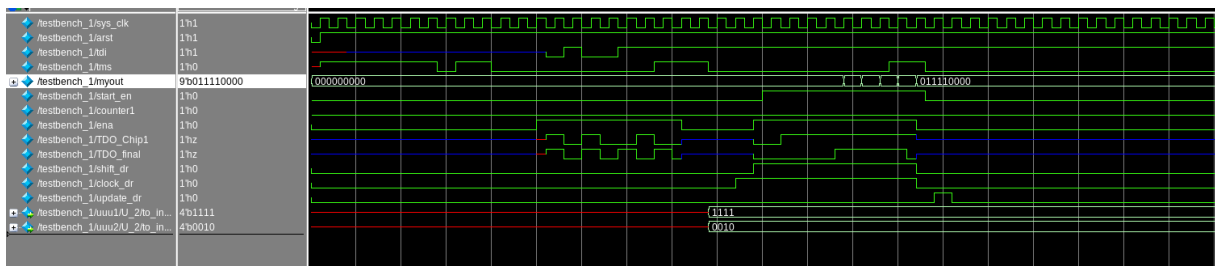 /testbench_1/sys_clk 1'h1
/testbench_1/arst 1'h1
/testbench_1/tdi 1'h1
/testbench_1/tms 1'h0
/testbench_1/myout 9'b011110000 000000000 011110000
/testbench_1/start_en 1'h0
/testbench_1/counter1 1'h0
/testbench_1/ena 1'h0
/testbench_1/TDO_Chip1 1'hz
/testbench_1/TDO_final 1'hz
/testbench_1/shift_dr 1'h0
/testbench_1/clock_dr 1'h0
/testbench_1/update_dr 1'h0
/testbench_1/uuu1/U_2/to_in... 4'b1111 1111
/testbench_1/uuu2/U_2/to_in... 4'b0010 0010